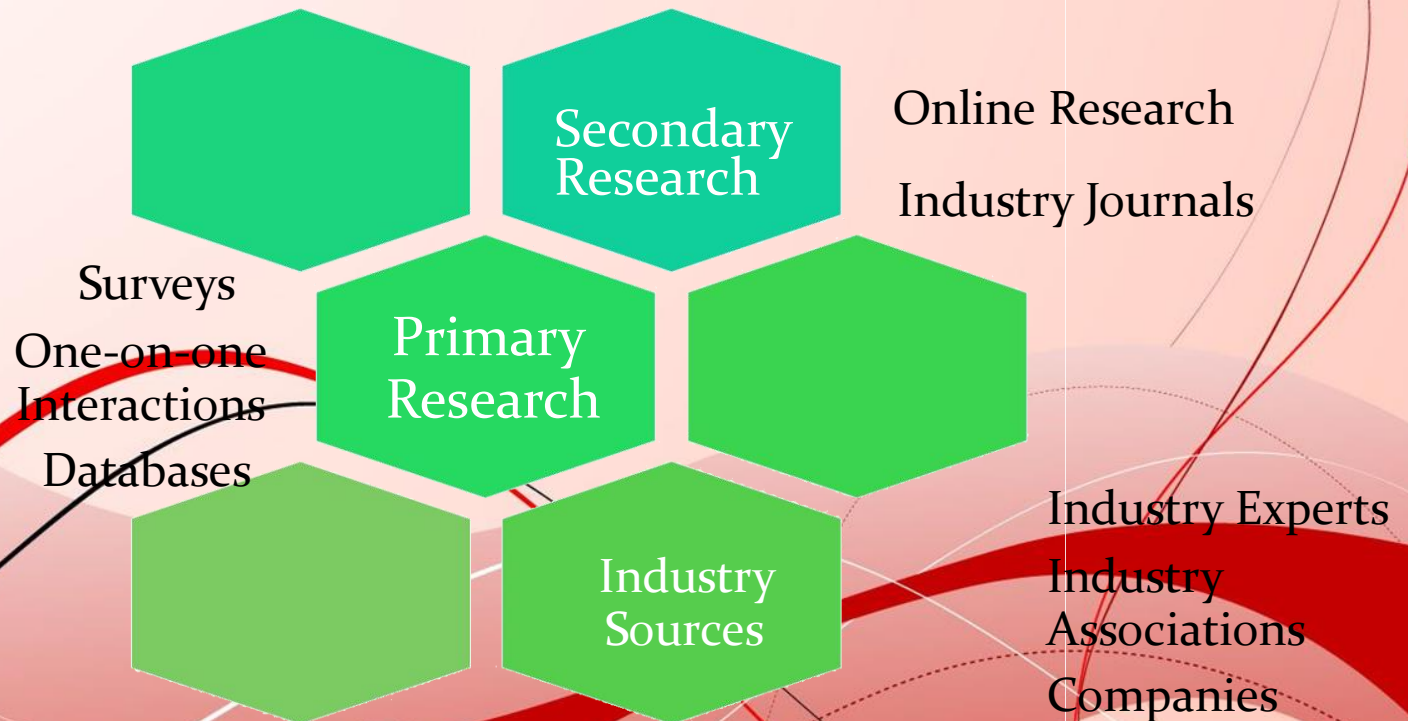 Secondary
Research
Online Research
Industry Journals
Surveys
One-on-one
Interactions
Databases
Primary
Research
Industry
Sources
Industry Experts
Industry
Associations
Companies